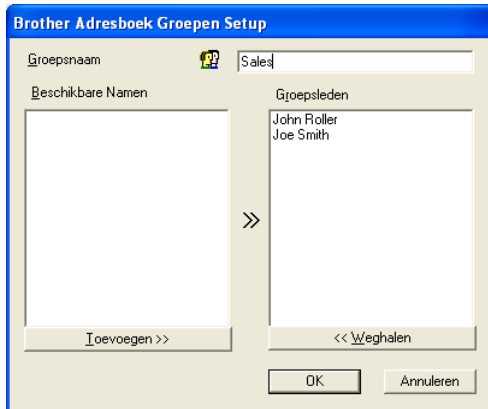 Brother Adresboek Groepen Setup
Groepsnaam
Sales
Beschikbare Namen
Groepsleden
John Roller
Joe Smith
>>
Toevoegen >>
<< Weghalen
OK
Annuleren